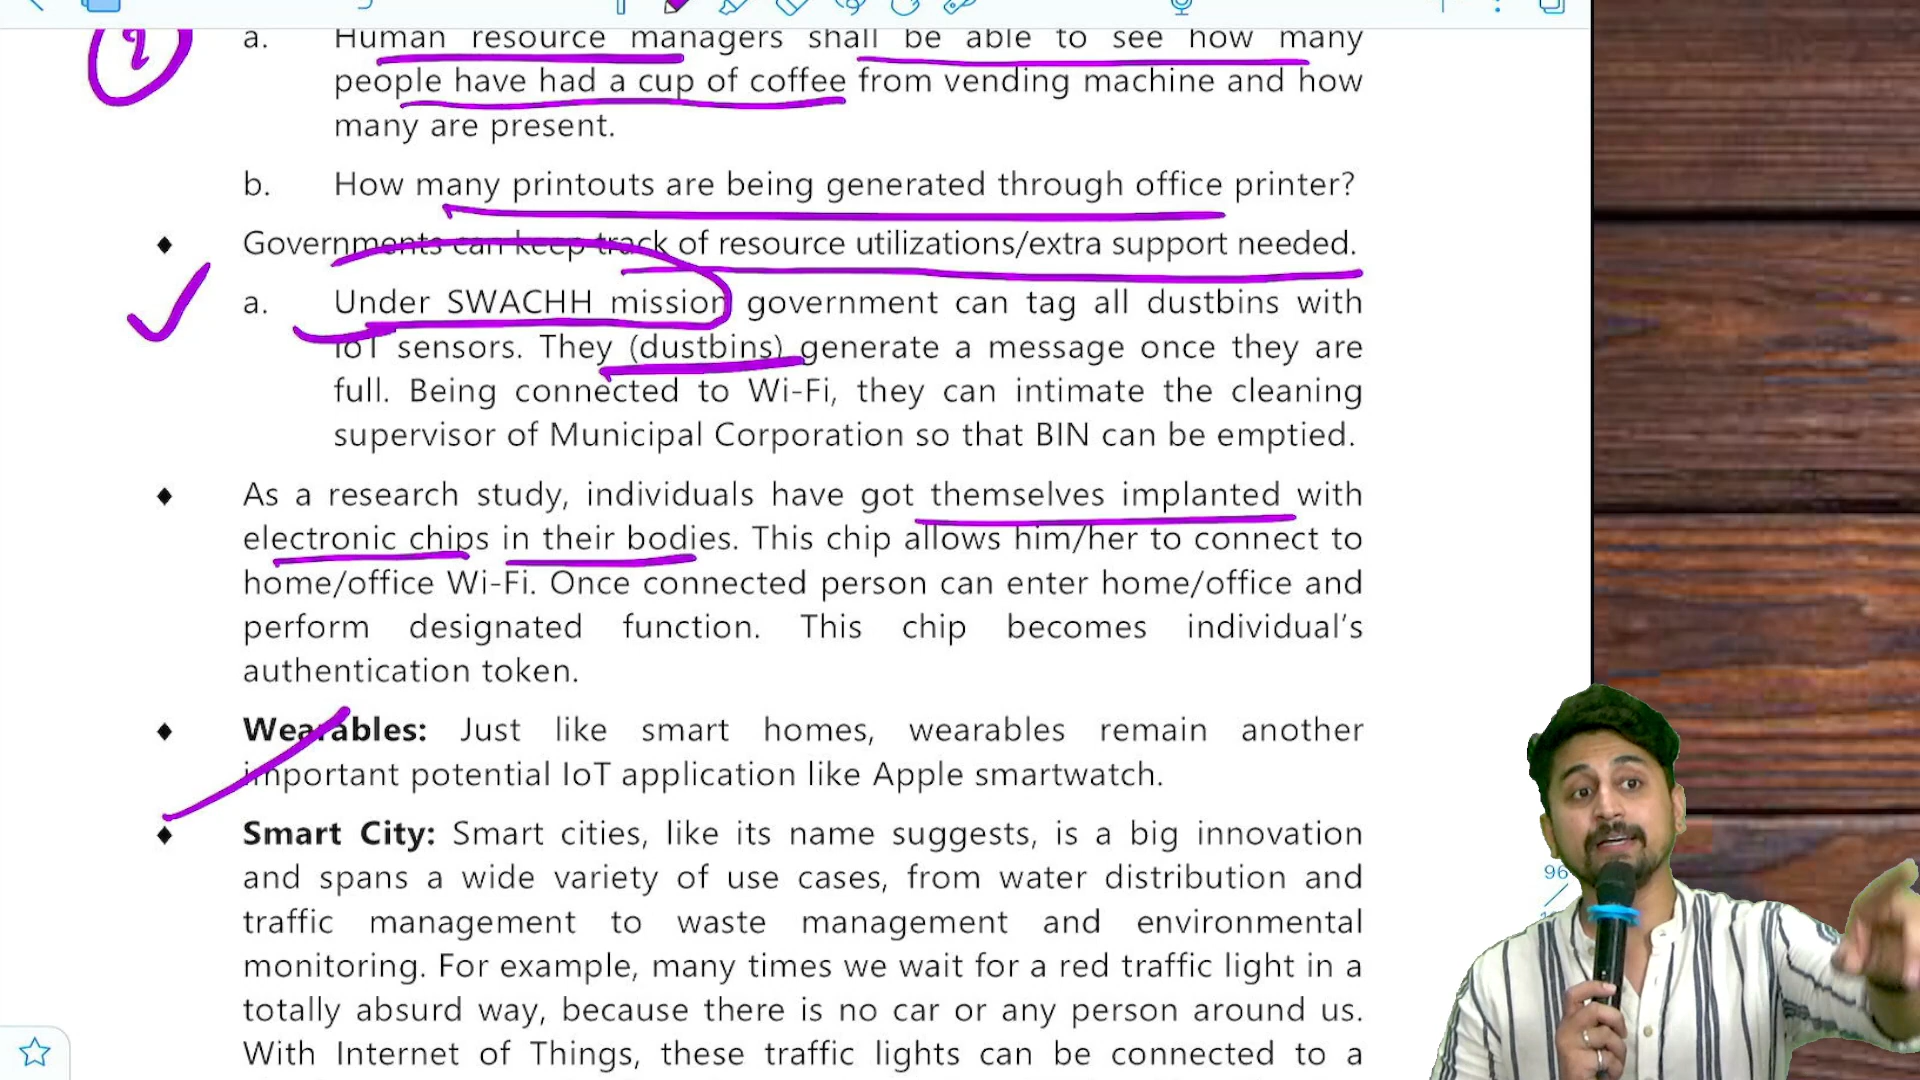 a. Human resource managers shall be able to see how many
people have had a cup of coffee from vending machine and how
many are present.
b. How many printouts are being generated through office printer?
♦ Governments can keep track of resource utilizations/extra support needed.
a. Under SWACHH mission government can tag all dustbins with
IoT sensors. They (dustbins) generate a message once they are
full. Being connected to Wi-Fi, they can intimate the cleaning
supervisor of Municipal Corporation so that BIN can be emptied.
♦ As a research study, individuals have got themselves implanted with
electronic chips in their bodies. This chip allows him/her to connect to
home/office Wi-Fi. Once connected person can enter home/office and
perform designated function. This chip becomes individual's
authentication token.
♦ Wearables: Just like smart homes, wearables remain another
important potential IoT application like Apple smartwatch.
♦ Smart City: Smart cities, like its name suggests, is a big innovation
and spans a wide variety of use cases, from water distribution and
traffic management to waste management and environmental
monitoring. For example, many times we wait for a red traffic light in a
totally absurd way, because there is no car or any person around us.
With Internet of Things, these traffic lights can be connected to a
96